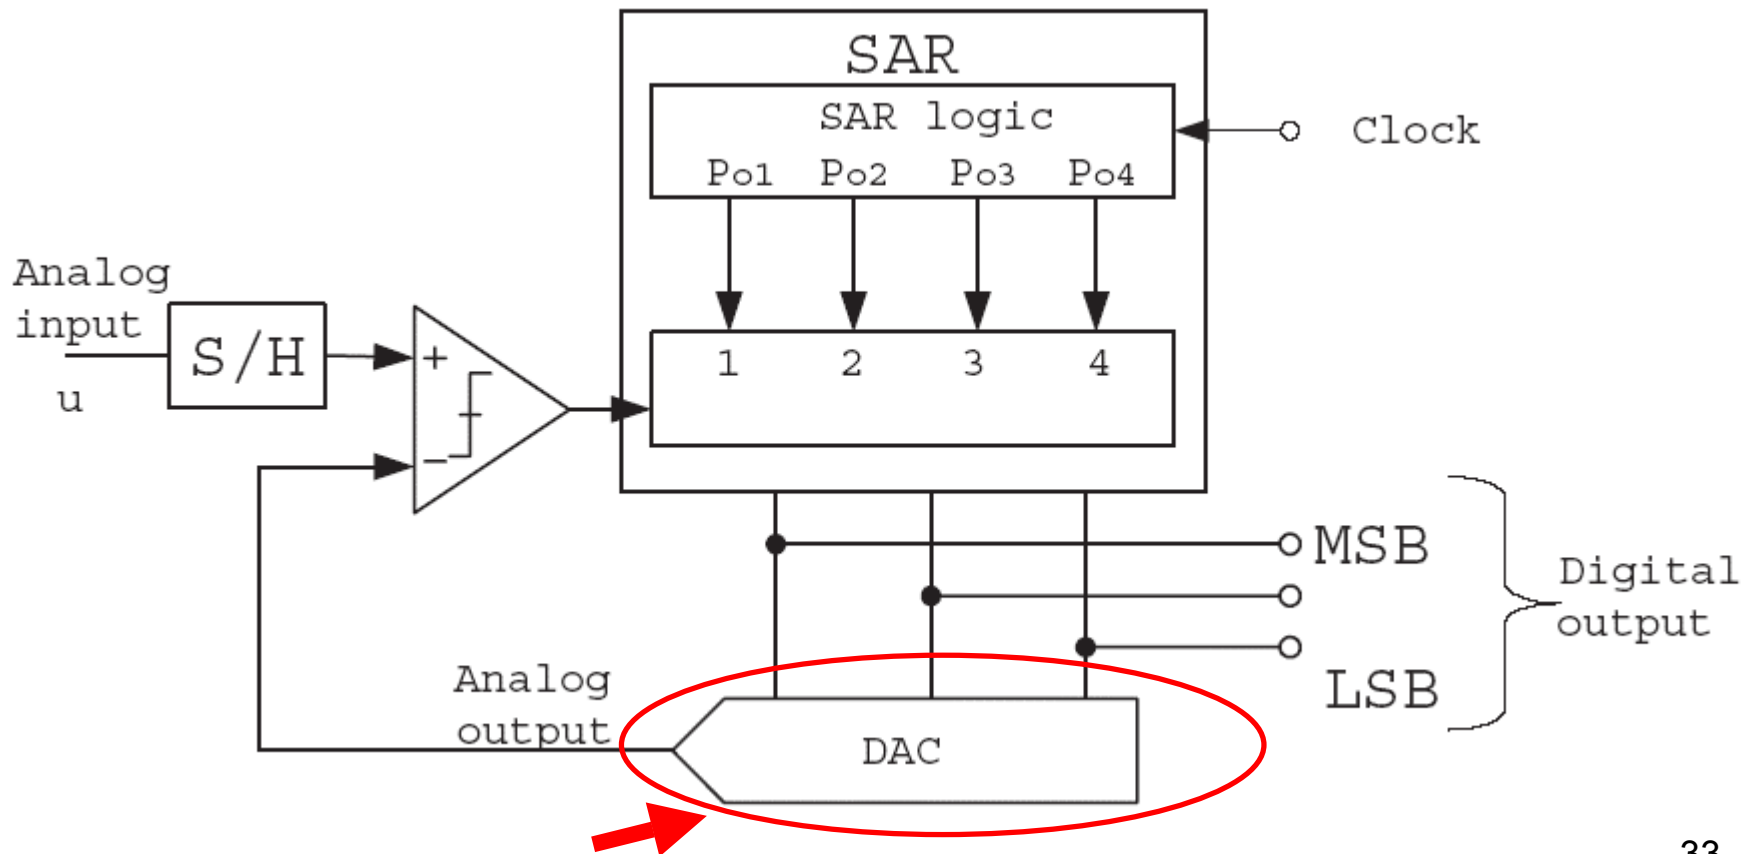 SAR
SAR logic
Po1 Po2 Po3 Po4
Clock
Analog
input
u
S/H
+
−
1 2 3 4
MSB
LSB
Digital
output
Analog
output
DAC
33